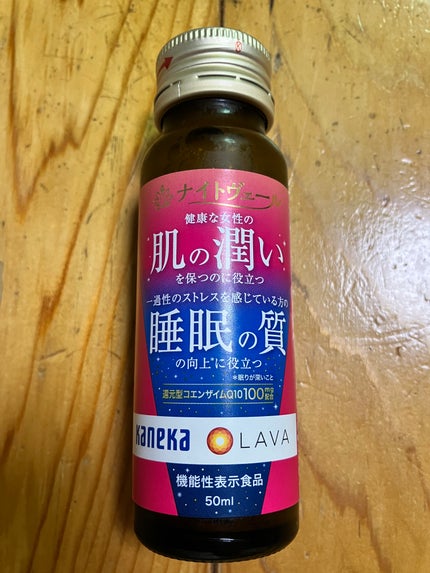 ナイトヴェール
健康な女性の
肌の潤い
を保つのに役立つ
一過性のストレスを感じている方の
睡眠の質
の向上*に役立つ
*眠りが深いこと
還元型コエンザイムQ10 100mg配合
kaneka LAVA
機能性表示食品
50ml